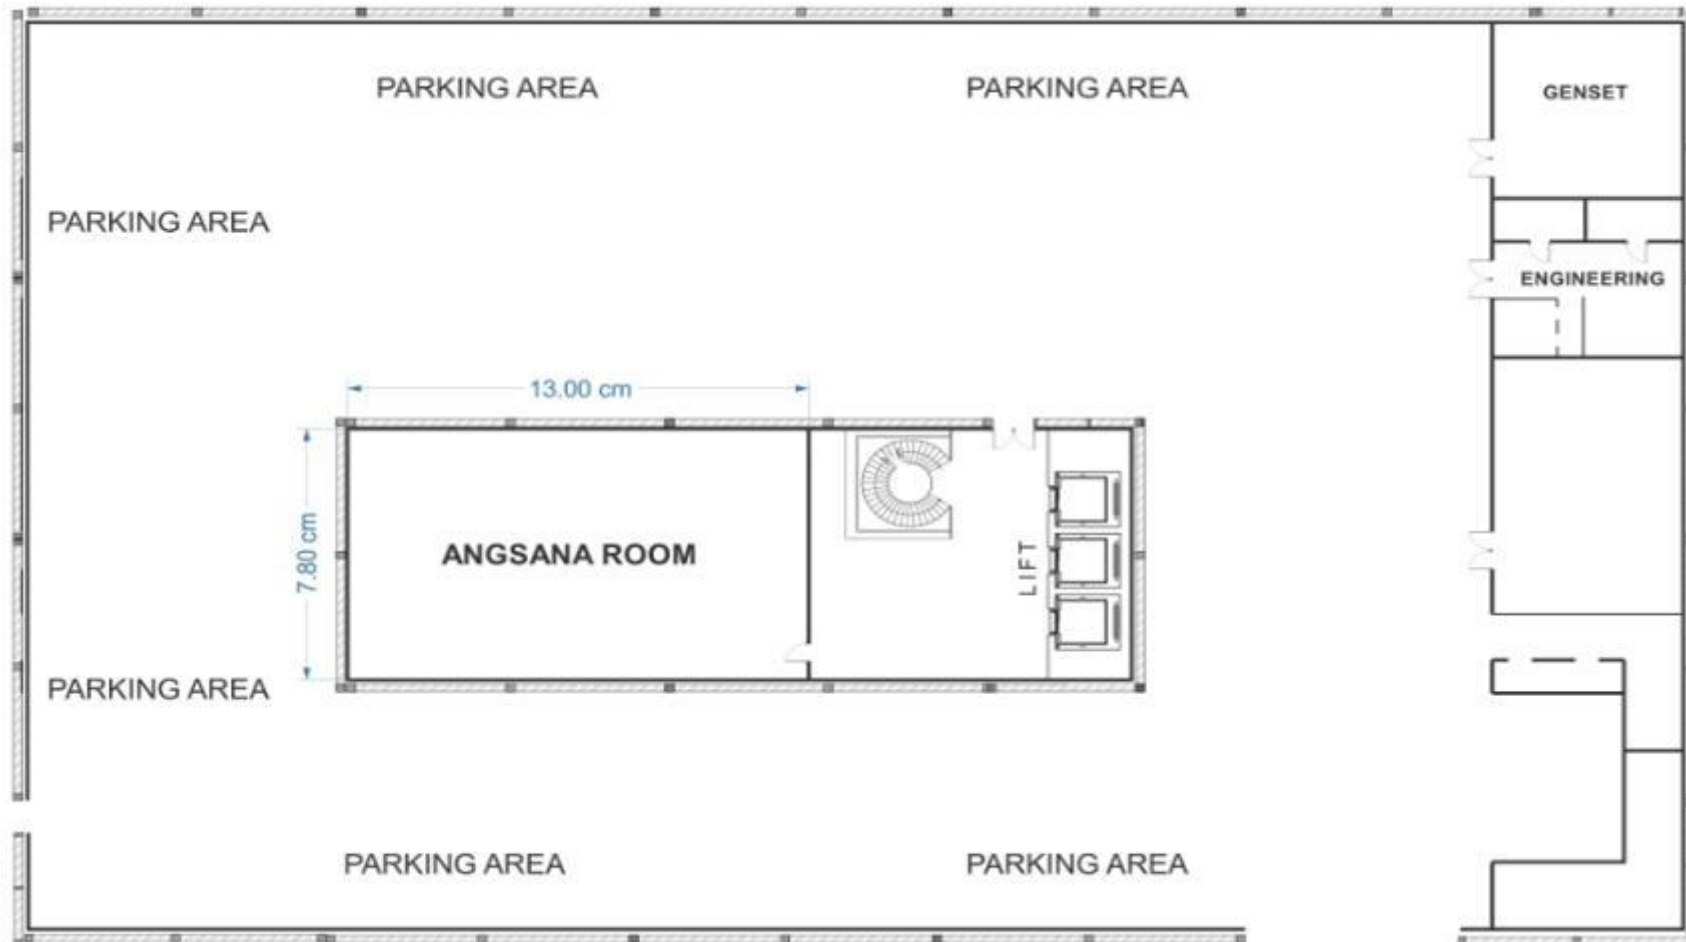 PARKING AREA
PARKING AREA
GENSET
PARKING AREA
ENGINEERING
13.00 cm
7.80 cm
ANGSANA ROOM
LIFT
PARKING AREA
PARKING AREA
PARKING AREA